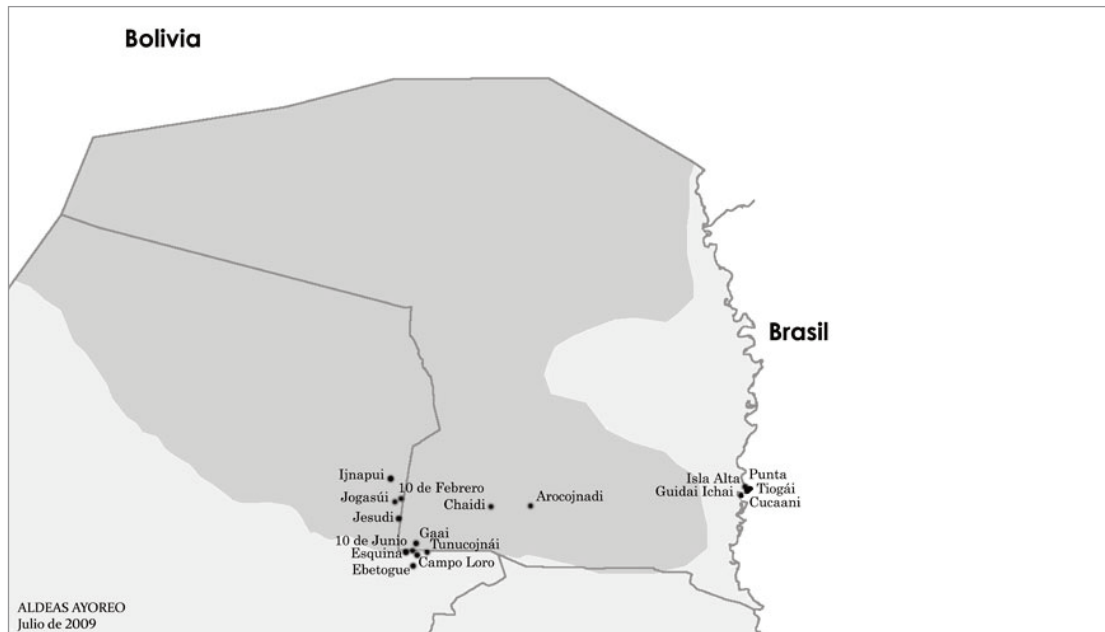 Bolivia
Brasil
Ijnapui
10 de Febrero
Jogasúi
Jesudi
Chaidi
Arocojnadi
Isla Alta
Punta
Guidai Ichai
Tiogái
Cucaani
Gaai
10 de Junio
Tunucojnái
Esquina
Campo Loro
Ebetogue
ALDEAS AYOREO
Julio de 2009